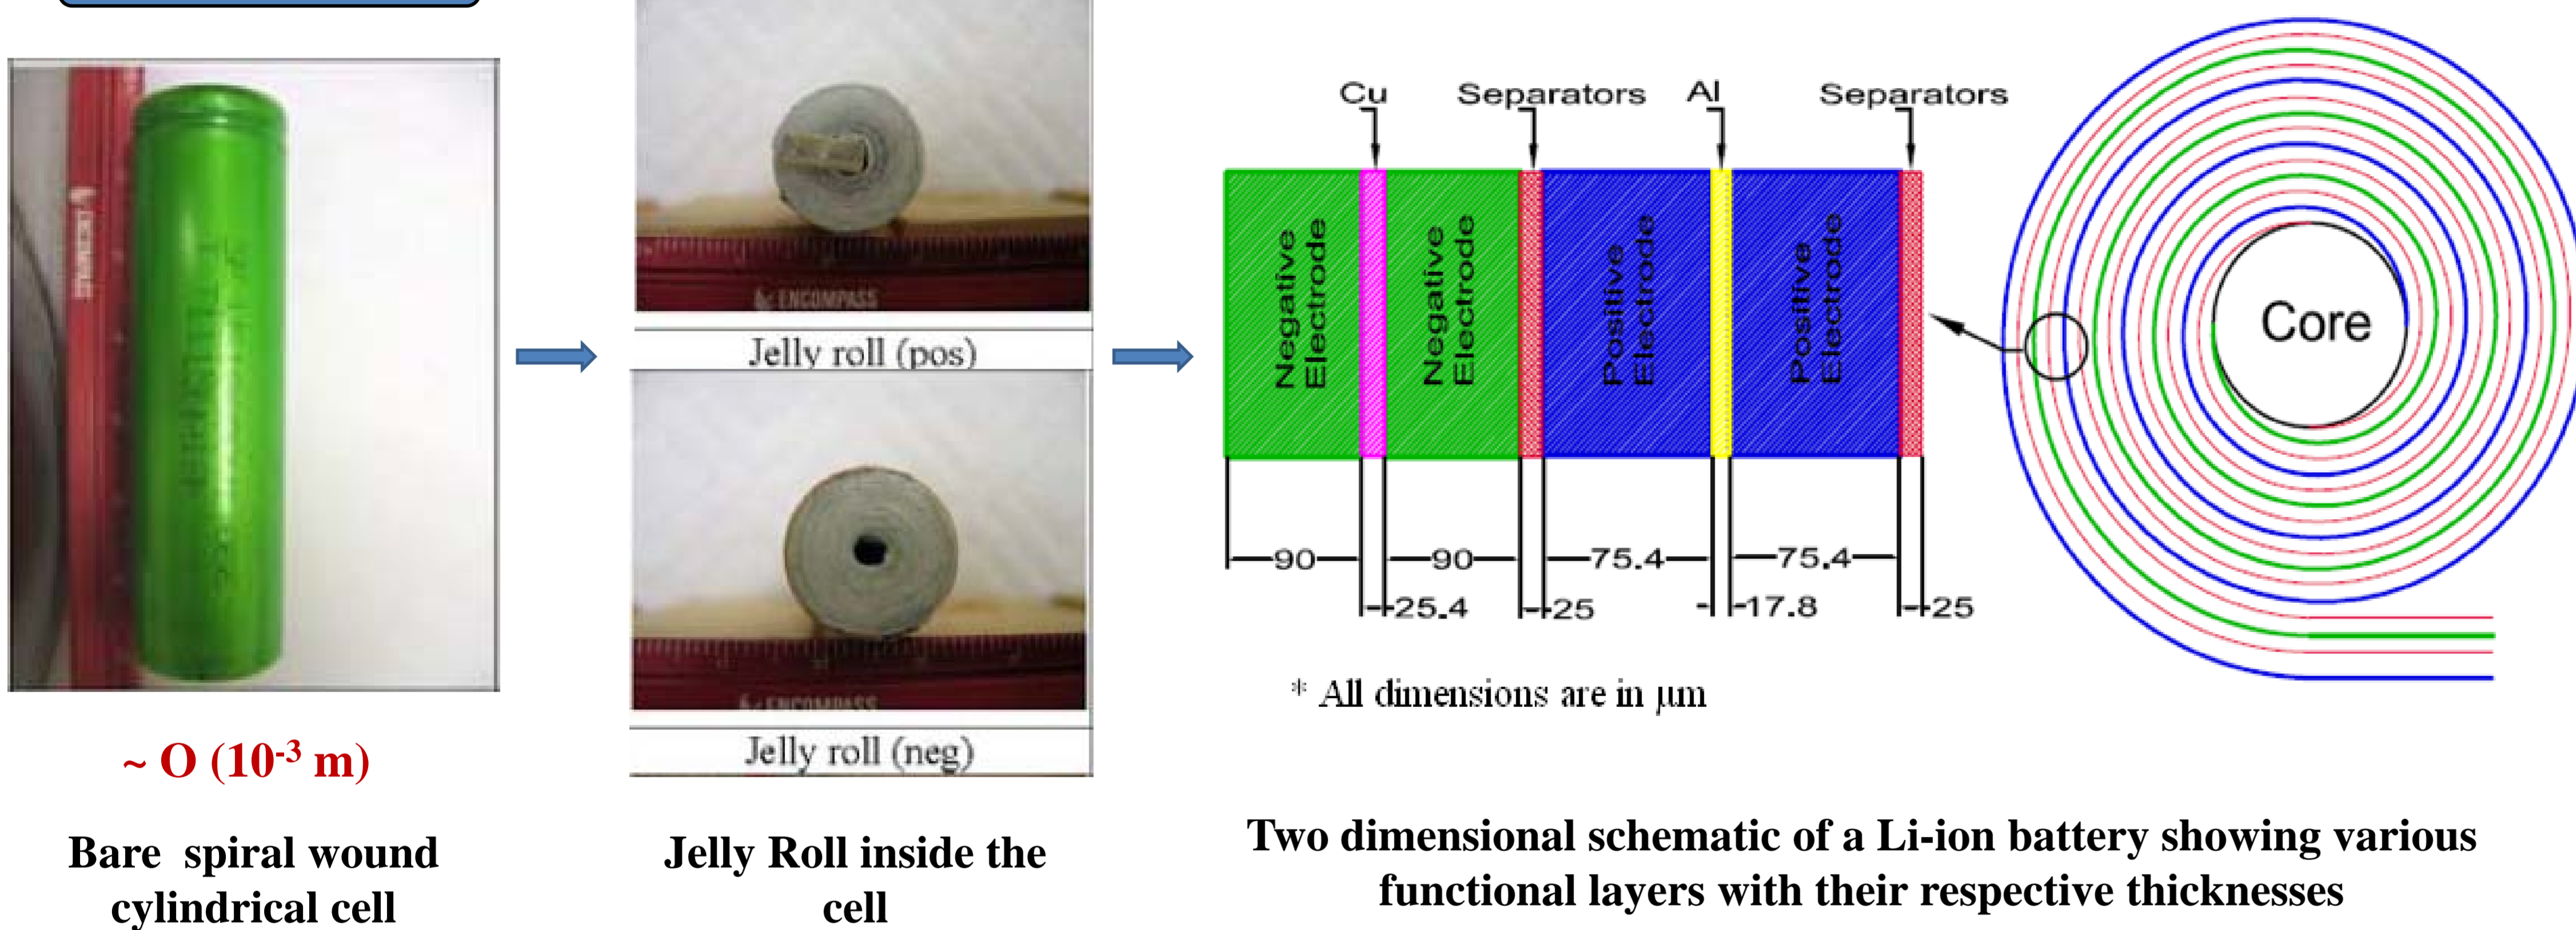 ENCOMPASS
Jelly roll (pos)
ENCOMPASS
Jelly roll (neg)
Cu
Separators
Al
Separators
Negative
Electrode
Negative
Electrode
Positive
Electrode
Positive
Electrode
90
90
75.4
75.4
25.4
25
17.8
25
* All dimensions are in µm
Core
~ O (10⁻³ m)
Bare spiral wound
cylindrical cell
Jelly Roll inside the
cell
Two dimensional schematic of a Li-ion battery showing various
functional layers with their respective thicknesses